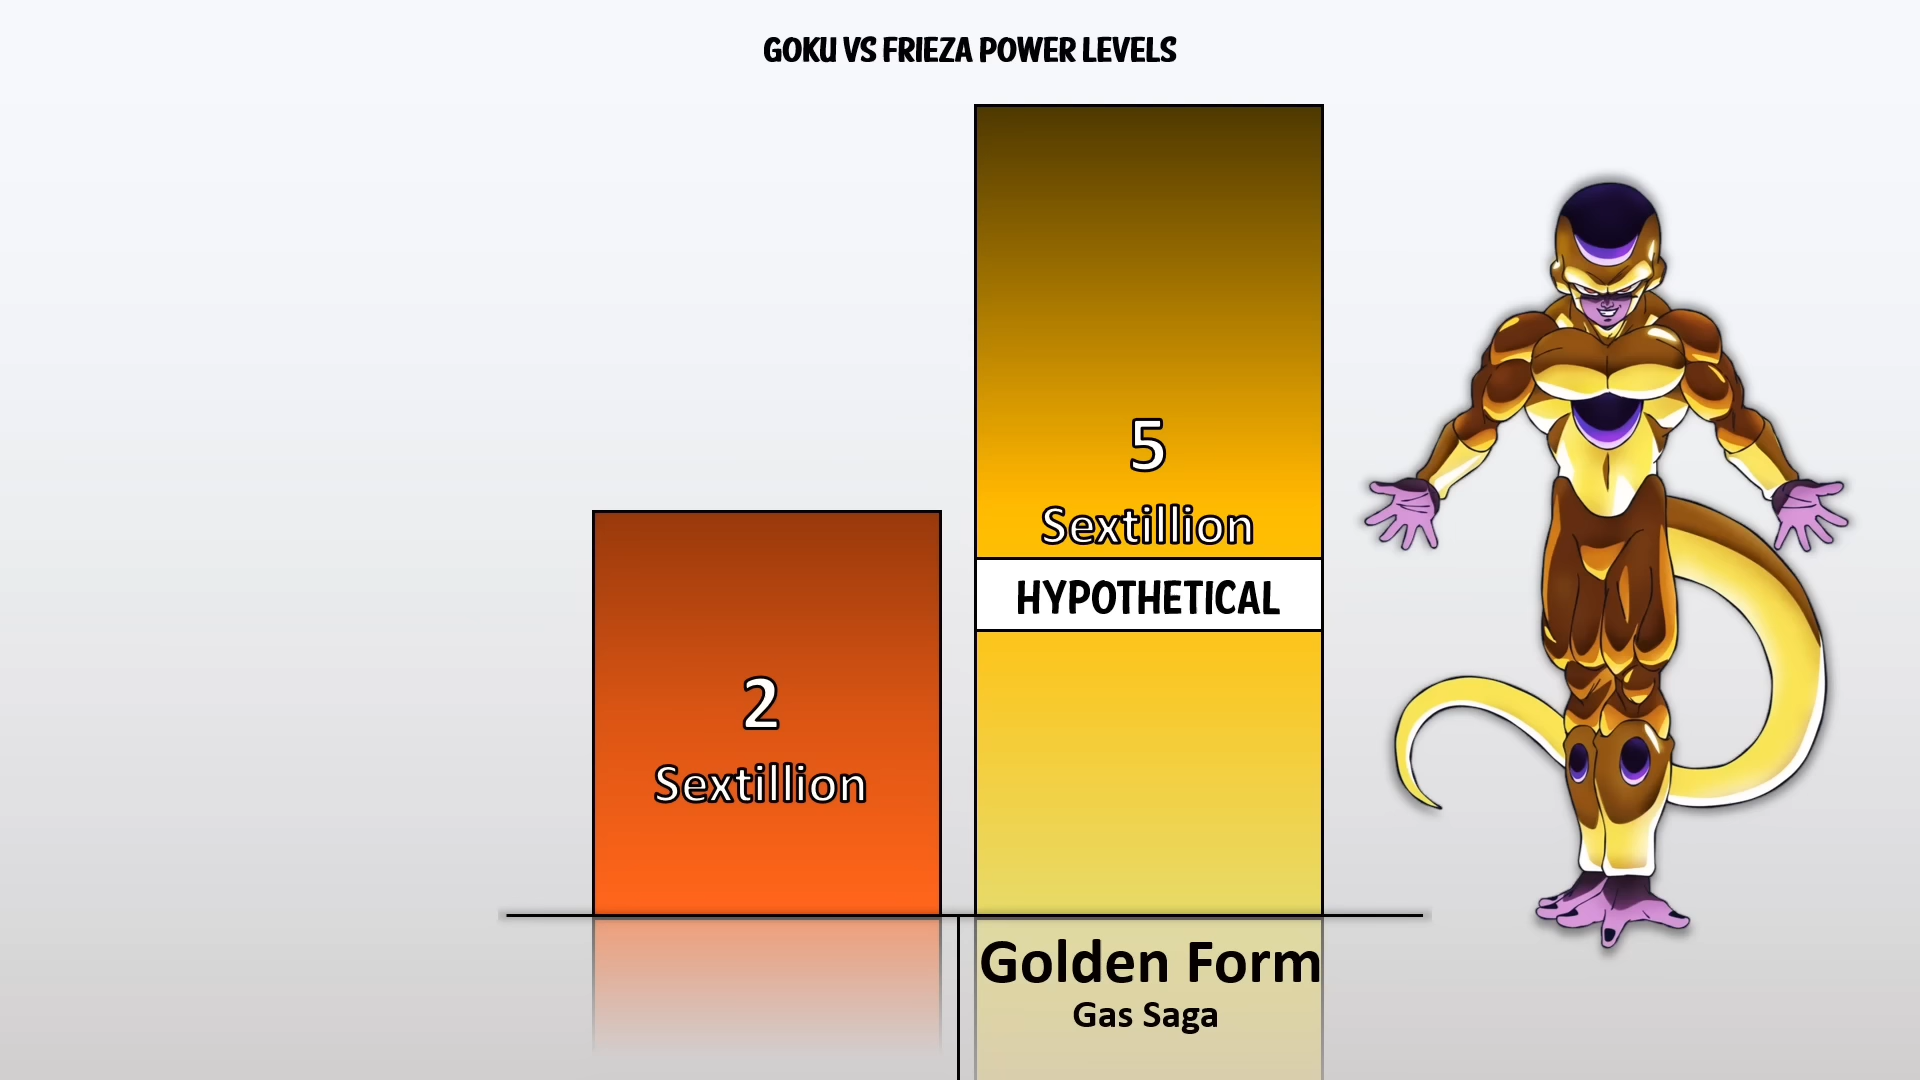 GOKU VS FRIEZA POWER LEVELS
5
Sextillion
HYPOTHETICAL
2
Sextillion
Golden Form
Gas Saga